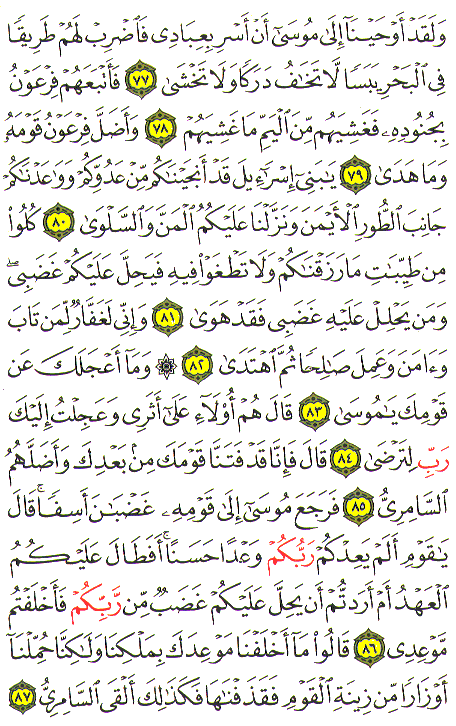 وَلَقَدْ أَوْحَيْنَآ إِلَىٰ مُوسَىٰٓ أَنْ أَسْرِ بِعِبَادِى فَٱضْرِبْ لَهُمْ طَرِيقًا
فِى ٱلْبَحْرِ يَبَسًا لَّا تَخَٰفُ دَرَكًا وَلَا تَخْشَىٰ ٧٧ فَأَتْبَعَهُمْ فِرْعَوْنُ
بِجُنُودِهِۦ فَغَشِيَهُم مِّنَ ٱلْيَمِّ مَا غَشِيَهُمْ ٧٨ وَأَضَلَّ فِرْعَوْنُ قَوْمَهُۥ
وَمَا هَدَىٰ ٧٩ يَٰبَنِىٓ إِسْرَٰٓءِيلَ قَدْ أَنجَيْنَٰكُم مِّنْ عَدُوِّكُمْ وَوَٰعَدْنَٰكُمْ
جَانِبَ ٱلطُّورِ ٱلْأَيْمَنَ وَنَزَّلْنَا عَلَيْكُمُ ٱلْمَنَّ وَٱلسَّلْوَىٰ ٨٠ كُلُوا۟
مِن طَيِّبَٰتِ مَا رَزَقْنَٰكُمْ وَلَا تَطْغَوْا۟ فِيهِ فَيَحِلَّ عَلَيْكُمْ غَضَبِى ۖ
وَمَن يَحْلِلْ عَلَيْهِ غَضَبِى فَقَدْ هَوَىٰ ٨١ وَإِنِّى لَغَفَّارٌ لِّمَن تَابَ
وَءَامَنَ وَعَمِلَ صَٰلِحًا ثُمَّ ٱهْتَدَىٰ ٨٢ ۞ وَمَآ أَعْجَلَكَ عَن
قَوْمِكَ يَٰمُوسَىٰ ٨٣ قَالَ هُمْ أُو۟لَآءِ عَلَىٰٓ أَثَرِى وَعَجِلْتُ إِلَيْكَ
رَبِّ لِتَرْضَىٰ ٨٤ قَالَ فَإِنَّا قَدْ فَتَنَّا قَوْمَكَ مِنۢ بَعْدِكَ وَأَضَلَّهُمُ
ٱلسَّامِرِىُّ ٨٥ فَرَجَعَ مُوسَىٰٓ إِلَىٰ قَوْمِهِۦ غَضْبَٰنَ أَسِفًا ۚ قَالَ
يَٰقَوْمِ أَلَمْ يَعِدْكُمْ رَبُّكُمْ وَعْدًا حَسَنًا ۚ أَفَطَالَ عَلَيْكُمُ
ٱلْعَهْدُ أَمْ أَرَدتُّمْ أَن يَحِلَّ عَلَيْكُمْ غَضَبٌ مِّن رَّبِّكُمْ فَأَخْلَفْتُم
مَّوْعِدِى ٨٦ قَالُوا۟ مَآ أَخْلَفْنَا مَوْعِدَكَ بِمَلْكِنَا وَلَٰكِنَّا حُمِّلْنَآ
أَوْزَارًا مِّن زِينَةِ ٱلْقَوْمِ فَقَذَفْنَٰهَا فَكَذَٰلِكَ أَلْقَى ٱلسَّامِرِىُّ ٨٧